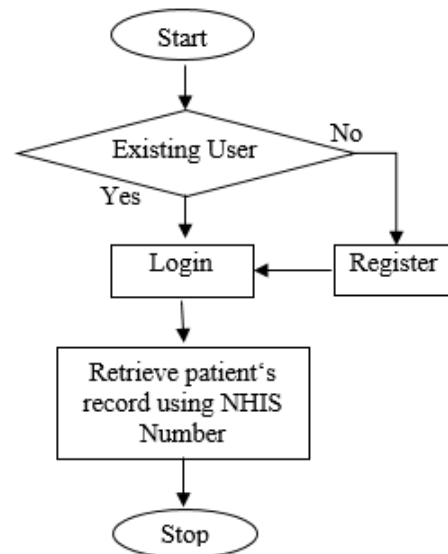 Start
No
Existing User
Yes
Login
Register
Retrieve patient‘s
record using NHIS
Number
Stop